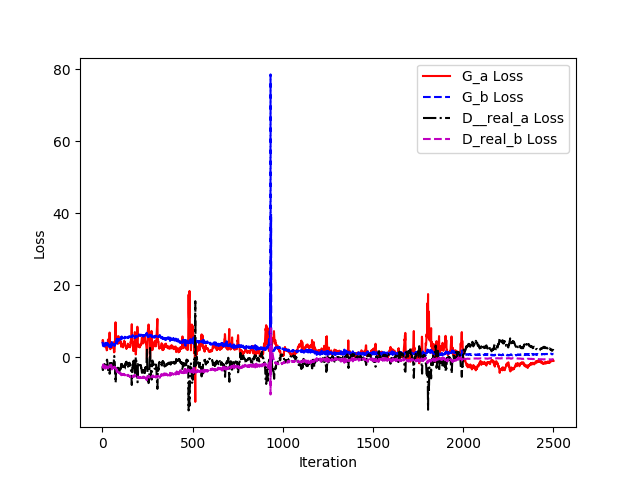 80
60
40
20
0
Loss
0
500
1000
1500
2000
2500
Iteration
G_a Loss
G_b Loss
D__real_a Loss
D_real_b Loss